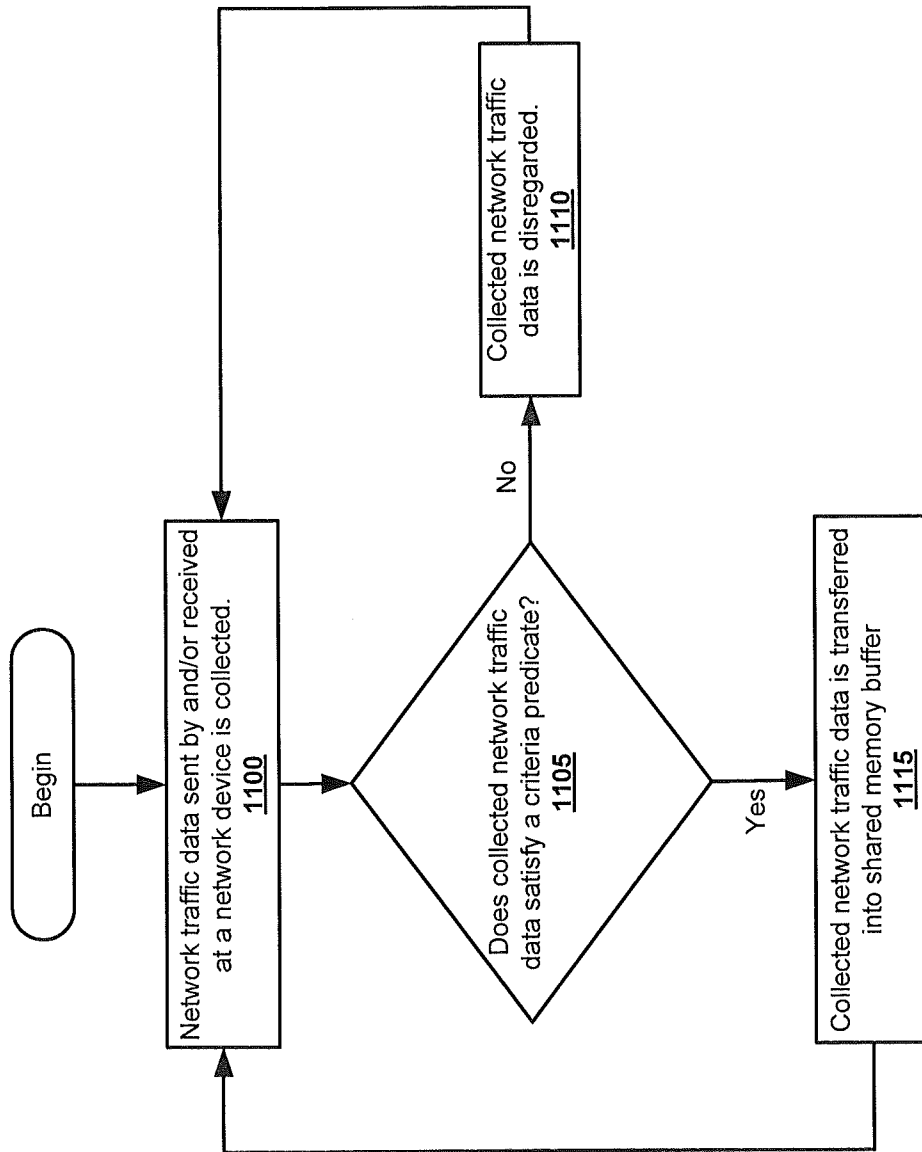 Begin
Network traffic data sent by and/or received
at a network device is collected.
1100
Does collected network traffic
data satisfy a criteria predicate?
1105
No
Collected network traffic
data is disregarded.
1110
Yes
Collected network traffic data is transferred
into shared memory buffer
1115